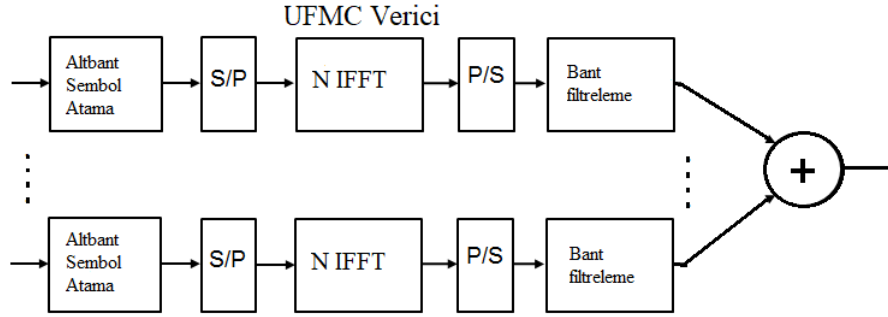 UFMC Verici
Altbant
Sembol
Atama
S/P
N IFFT
P/S
Bant
filtreleme
+
Altbant
Sembol
Atama
S/P
N IFFT
P/S
Bant
filtreleme